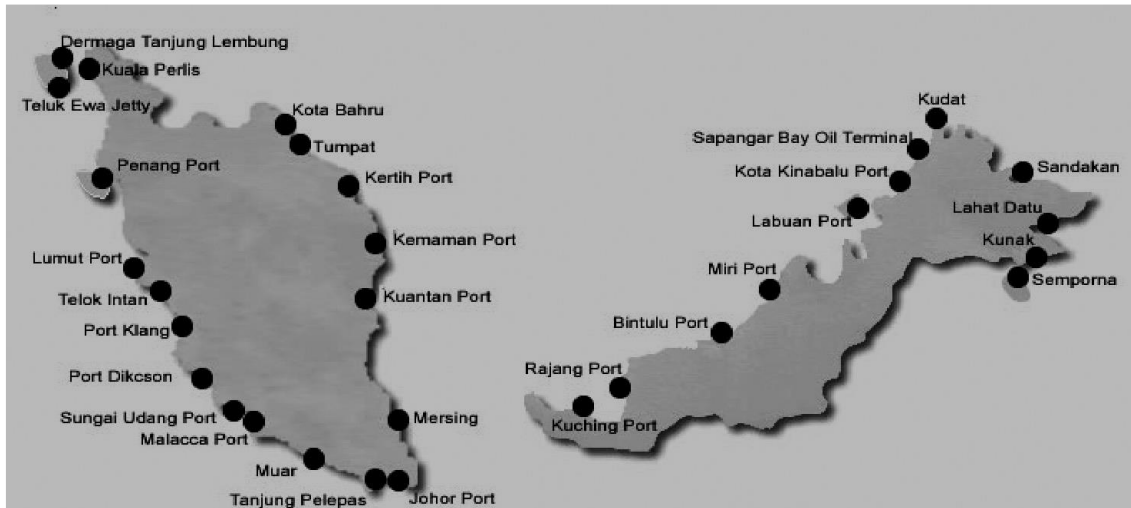 Dermaga Tanjung Lembung
Kuala Perlis
Teluk Ewa Jetty
Kota Bahru
Tumpat
Penang Port
Kertih Port
Kemaman Port
Lumut Port
Telok Intan
Kuantan Port
Port Klang
Port Dikcson
Sungai Udang Port
Malacca Port
Mersing
Muar
Tanjung Pelepas
Johor Port
Kudat
Sapangar Bay Oil Terminal
Kota Kinabalu Port
Sandakan
Labuan Port
Lahat Datu
Kunak
Miri Port
Semporna
Bintulu Port
Rajang Port
Kuching Port